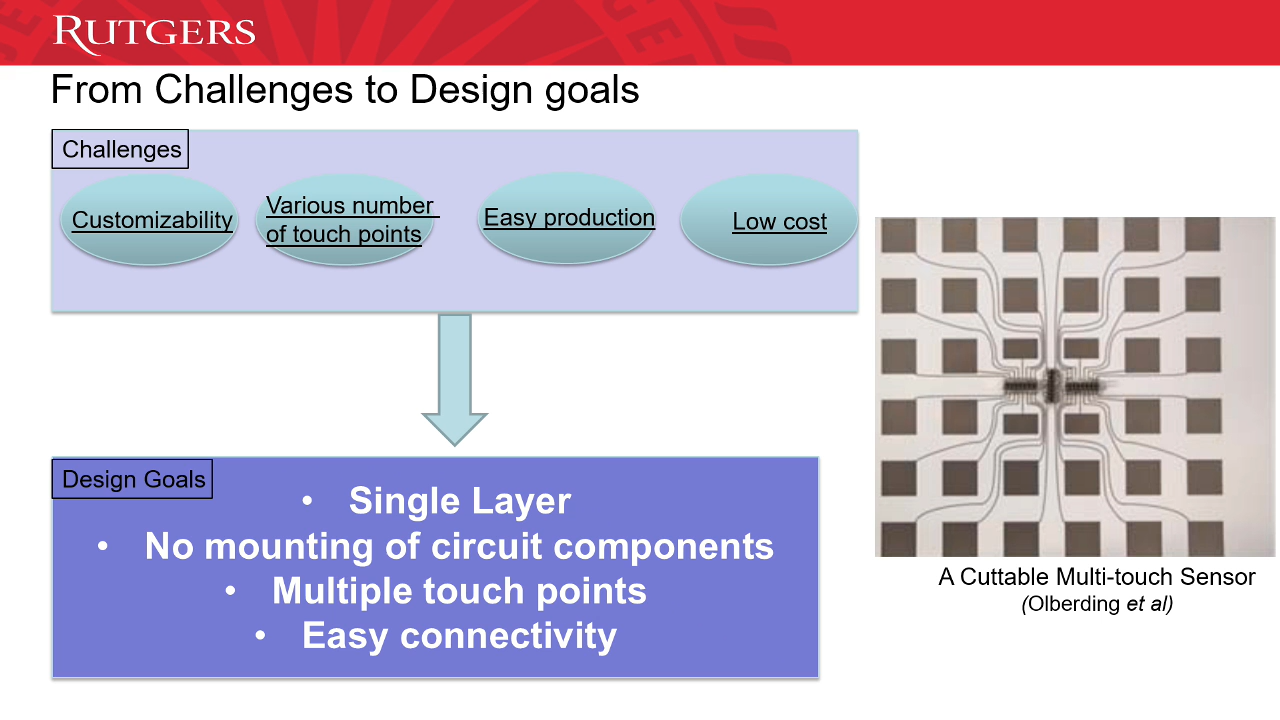 RUTGERS
From Challenges to Design goals
Challenges
Customizability
Various number
of touch points
Easy production
Low cost
Design Goals
• Single Layer
• No mounting of circuit components
• Multiple touch points
• Easy connectivity
A Cuttable Multi-touch Sensor
(Olberding et al)